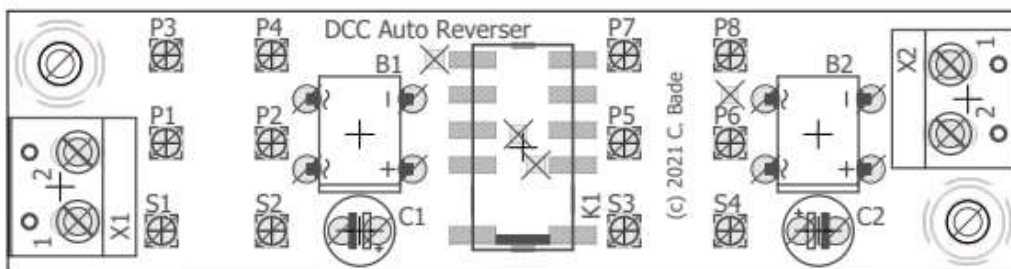 P3
P4
DCC Auto Reverser
P7
P8
X2
1
2
B1
B2
~
-
~
+
~
-
~
+
P1
P2
P5
P6
(c) 2021 C. Bade
2
1
X1
S1
S2
C1
+
K1
S3
S4
+
C2